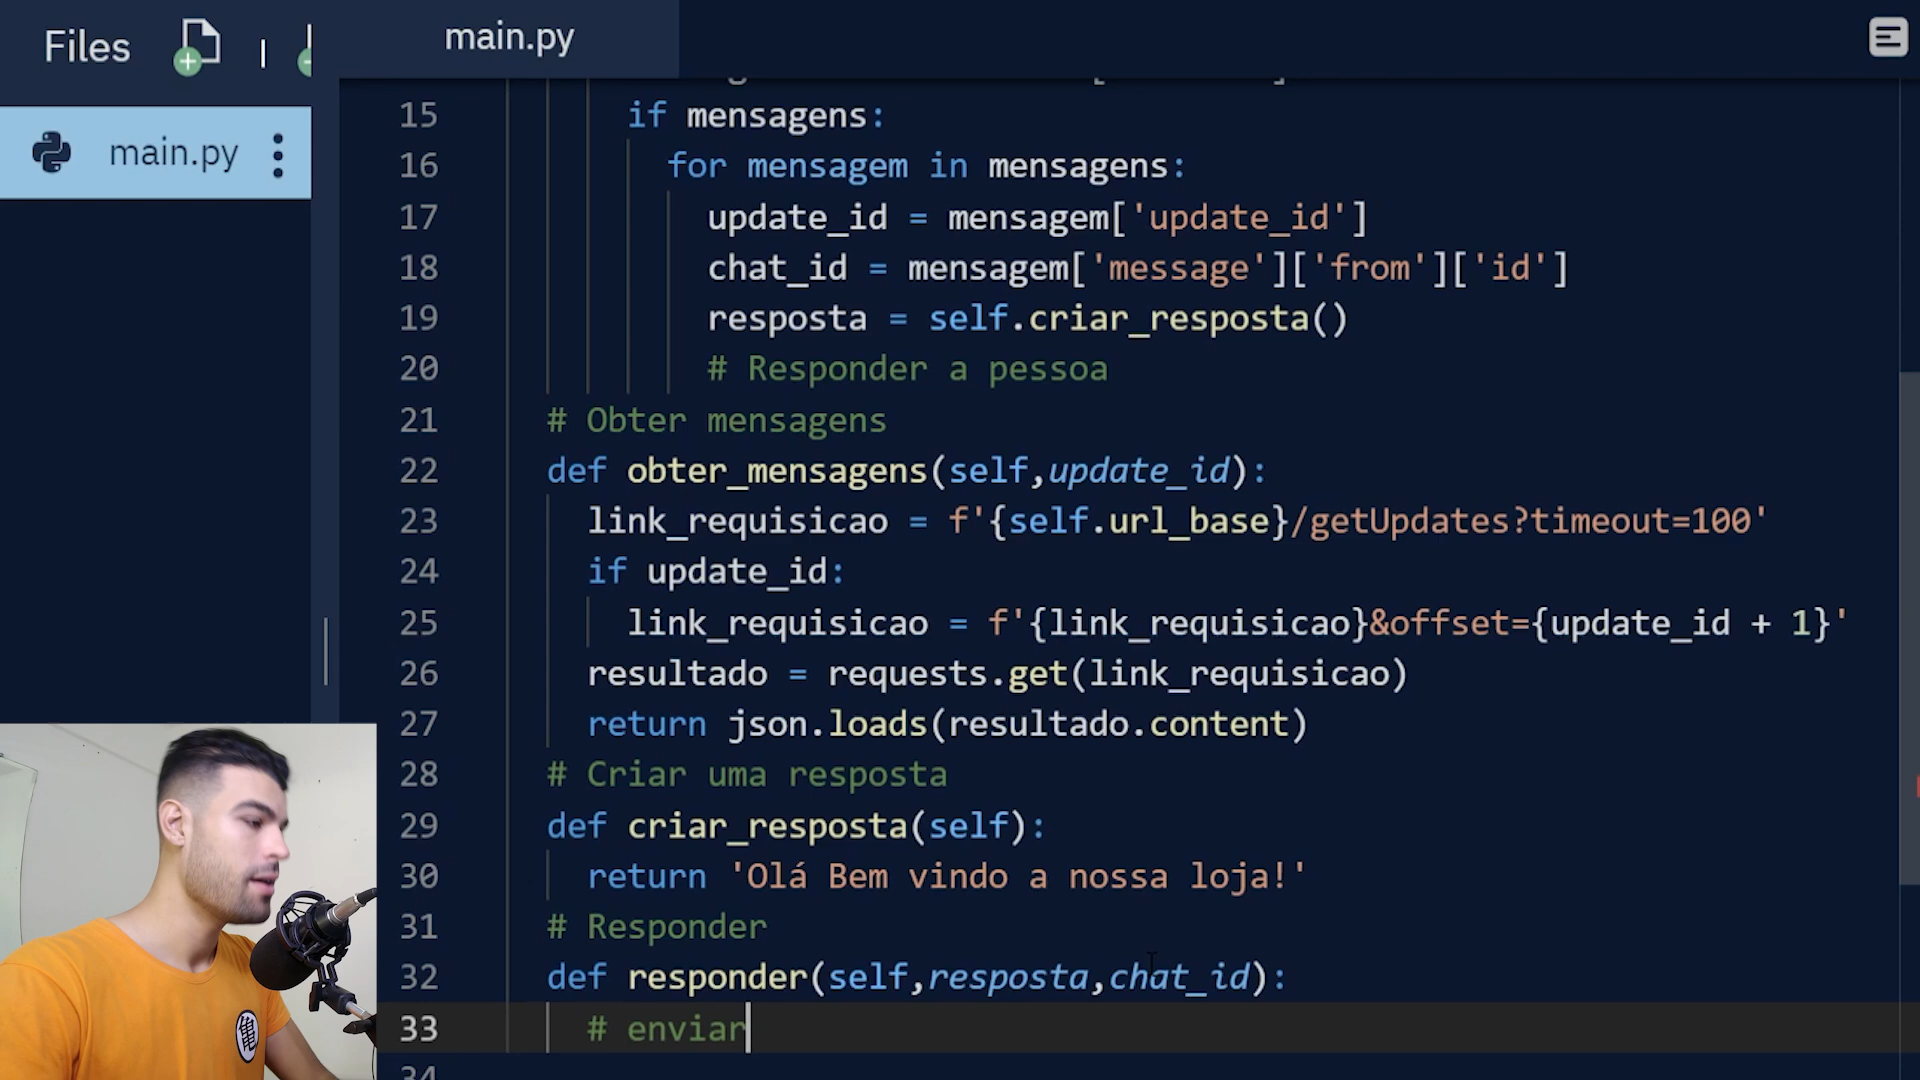 Files
main.py
main.py
15 if mensagens:
16 for mensagem in mensagens:
17 update_id = mensagem['update_id']
18 chat_id = mensagem['message']['from']['id']
19 resposta = self.criar_resposta()
20 # Responder a pessoa
21 # Obter mensagens
22 def obter_mensagens(self,update_id):
23 link_requisicao = f'{self.url_base}/getUpdates?timeout=100'
24 if update_id:
25 link_requisicao = f'{link_requisicao}&offset={update_id + 1}'
26 resultado = requests.get(link_requisicao)
27 return json.loads(resultado.content)
28 # Criar uma resposta
29 def criar_resposta(self):
30 return 'Olá Bem vindo a nossa loja!'
31 # Responder
32 def responder(self,resposta,chat_id):
33 # enviar
34
亀